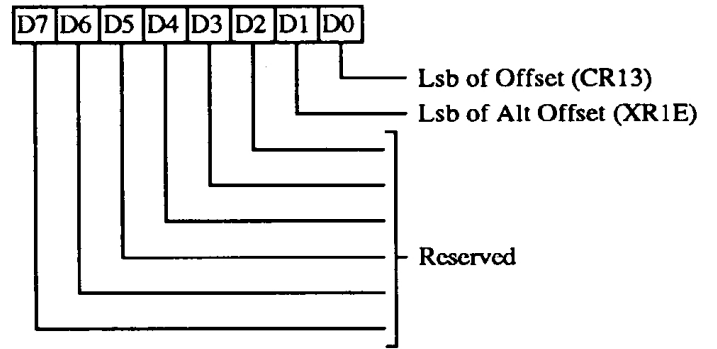 D7 D6 D5 D4 D3 D2 D1 D0
Lsb of Offset (CR13)
Lsb of Alt Offset (XR1E)
Reserved